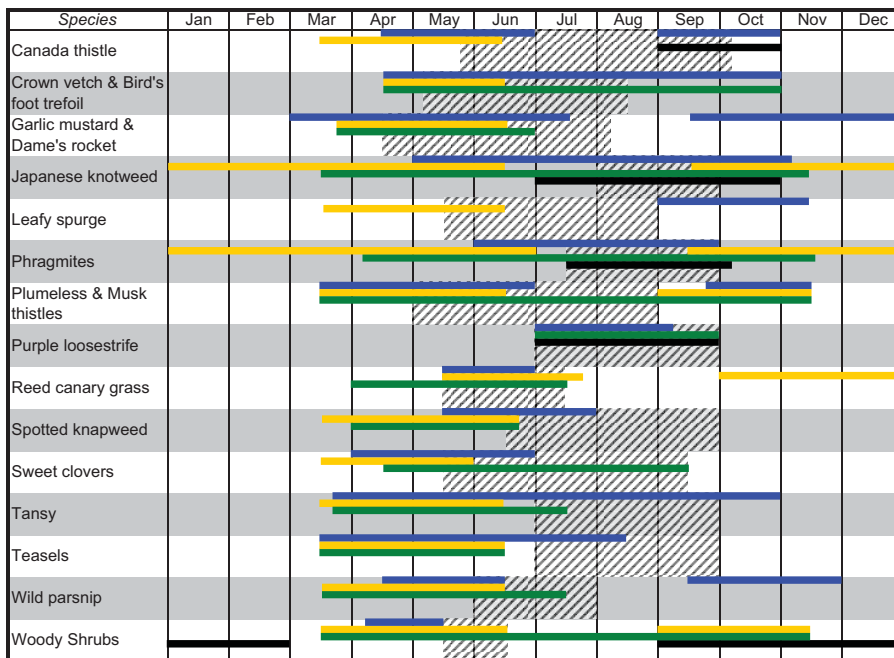 Species Jan Feb Mar Apr May Jun Jul Aug Sep Oct Nov Dec
Canada thistle
Crown vetch & Bird's
foot trefoil
Garlic mustard &
Dame's rocket
Japanese knotweed
Leafy spurge
Phragmites
Plumeless & Musk
thistles
Purple loosestrife
Reed canary grass
Spotted knapweed
Sweet clovers
Tansy
Teasels
Wild parsnip
Woody Shrubs